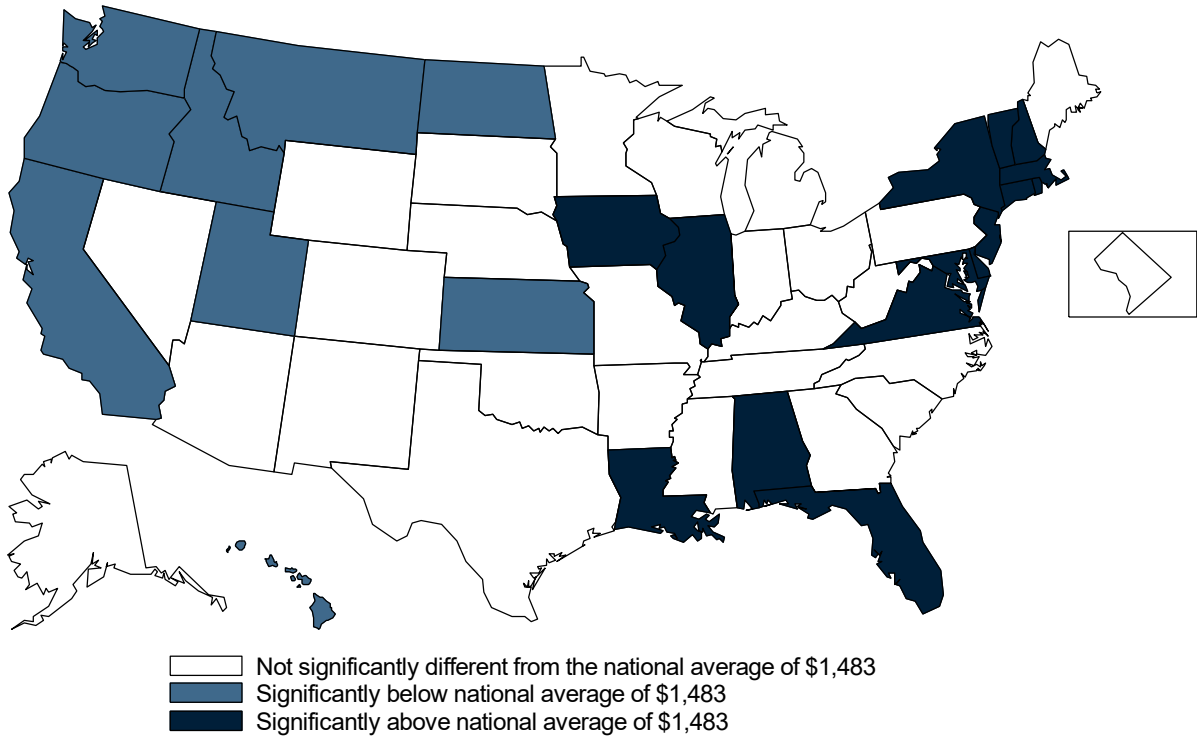 Not significantly different from the national average of $1,483
Significantly below national average of $1,483
Significantly above national average of $1,483